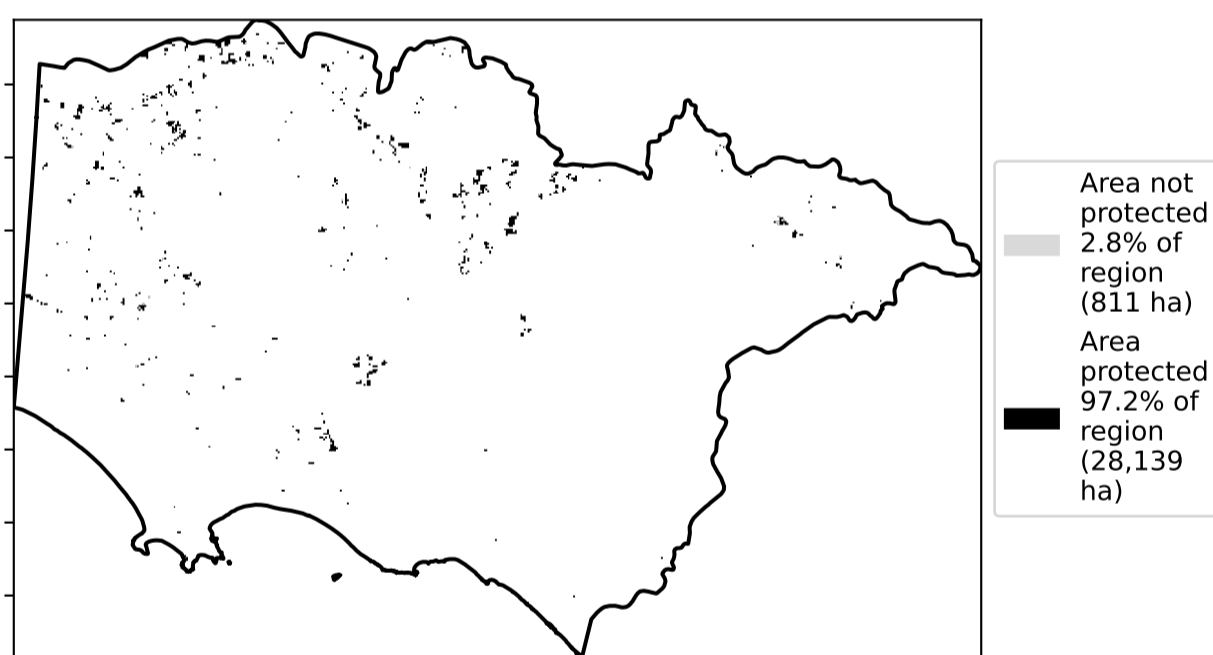 Area not
protected
2.8% of
region
(811 ha)
Area
protected
97.2% of
region
(28,139
ha)